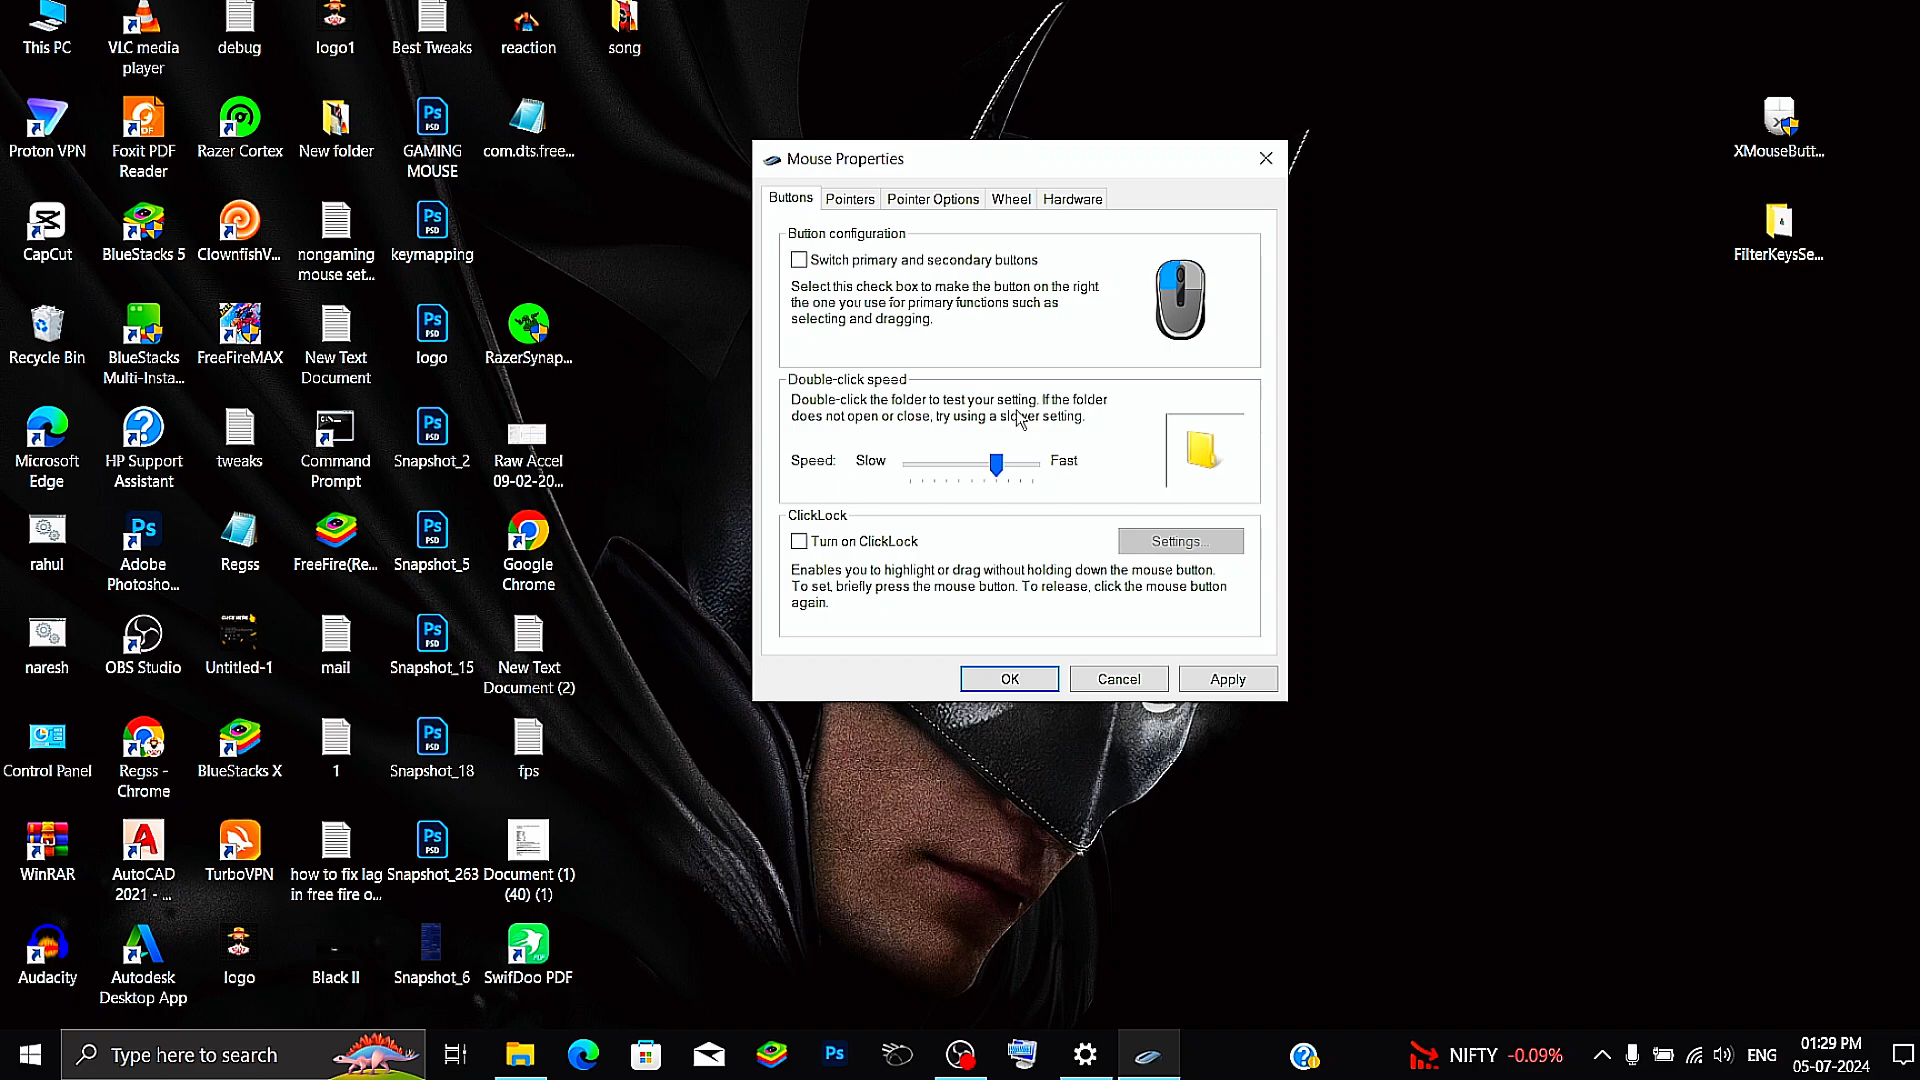 This PC
VLC media
player
debug
logo1
Best Tweaks
reaction
song
Proton VPN
Foxit PDF
Reader
Razer Cortex
New folder
GAMING
MOUSE
com.dts.free...
CapCut
BlueStacks 5
ClownfishV...
nongaming
mouse set...
keymapping
Recycle Bin
BlueStacks
Multi-Insta...
FreeFireMAX
New Text
Document
logo
RazerSynap...
Microsoft
Edge
HP Support
Assistant
tweaks
Command
Prompt
Snapshot_2
Raw Accel
09-02-20...
rahul
Adobe
Photosho...
Regss
FreeFire(Re...
Snapshot_5
Google
Chrome
naresh
OBS Studio
Untitled-1
mail
Snapshot_15
New Text
Document (2)
Control Panel
Regss -
Chrome
BlueStacks X
1
Snapshot_18
fps
WinRAR
AutoCAD
2021 - ...
TurboVPN
how to fix lag
in free fire o...
Snapshot_263
Document (1)
(40) (1)
Audacity
Autodesk
Desktop App
logo
Black II
Snapshot_6
SwifDoo PDF
XMouseButt...
FilterKeysSe...
Mouse Properties
Buttons Pointers Pointer Options Wheel Hardware
Button configuration
Switch primary and secondary buttons
Select this check box to make the button on the right
the one you use for primary functions such as
selecting and dragging.
Double-click speed
Double-click the folder to test your setting. If the folder
does not open or close, try using a slower setting.
Speed: Slow Fast
ClickLock
Turn on ClickLock
Settings...
Enables you to highlight or drag without holding down the mouse button.
To set, briefly press the mouse button. To release, click the mouse button
again.
OK Cancel Apply
Type here to search
NIFTY -0.09%
ENG
01:29 PM
05-07-2024